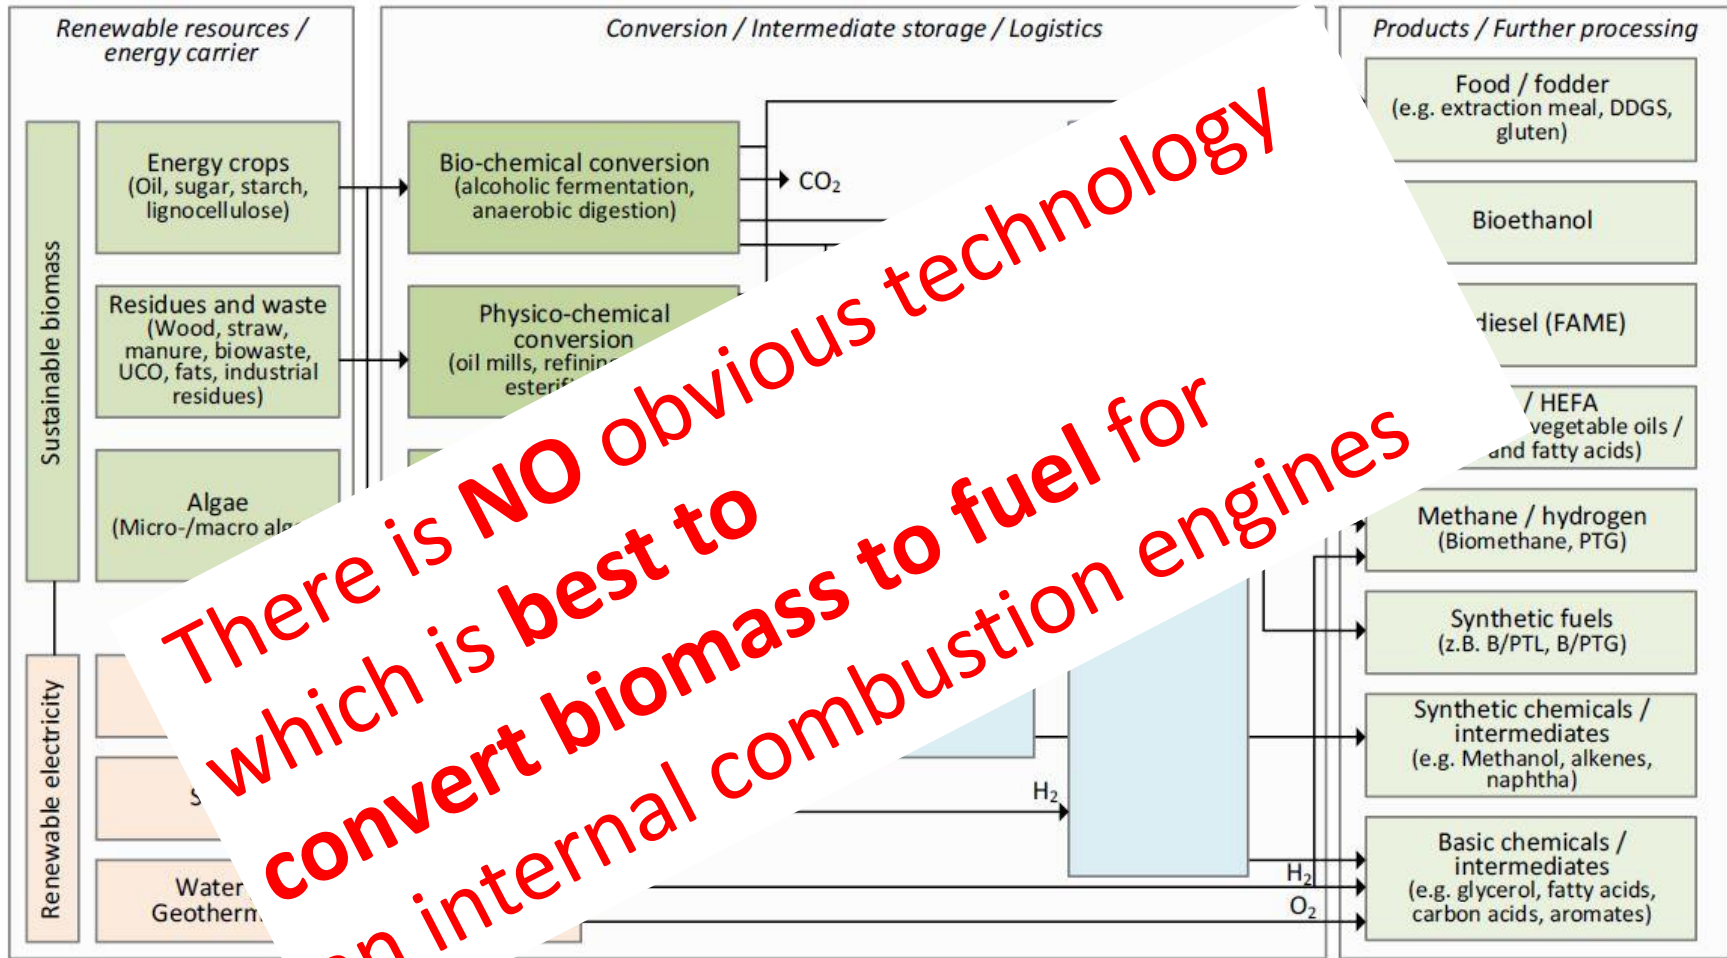 Renewable resources /
energy carrier
Conversion / Intermediate storage / Logistics
Products / Further processing
Sustainable biomass
Energy crops
(Oil, sugar, starch,
lignocellulose)
Residues and waste
(Wood, straw,
manure, biowaste,
UCO, fats, industrial
residues)
Algae
(Micro-/macro
Renewable electricity
Water
Bio-chemical conversion
(alcoholic fermentation,
anaerobic digestion)
CO₂
Physico-chemical
conversion
(oil mills,
H₂
H₂
O₂
There is NO obvious technology
which is best to
convert biomass to fuel for
internal combustion engines
Food / fodder
(e.g. extraction meal, DDGS,
gluten)
Bioethanol
(FAME)
/ HEFA
vegetable oils /
and fatty acids)
Methane / hydrogen
(Biomethane, PTG)
Synthetic fuels
(z.B. B/PTL, B/PTG)
Synthetic chemicals /
intermediates
(e.g. Methanol, alkenes,
naphtha)
Basic chemicals /
intermediates
(e.g. glycerol, fatty acids,
carbon acids, aromates)